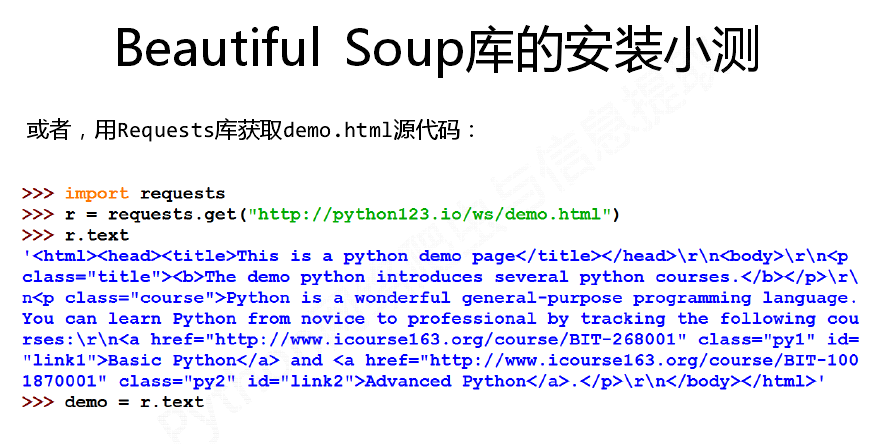 Beautiful Soup库的安装小测
或者，用Requests库获取demo.html源代码：
>>> import requests
>>> r = requests.get("http://python123.io/ws/demo.html")
>>> r.text
'<html><head><title>This is a python demo page</title></head>\r\n<body>\r\n<p
class="title"><b>The demo python introduces several python courses.</b></p>\r\
n<p class="course">Python is a wonderful general-purpose programming language.
You can learn Python from novice to professional by tracking the following cou
rses:\r\n<a href="http://www.icourse163.org/course/BIT-268001" class="py1" id=
"link1">Basic Python</a> and <a href="http://www.icourse163.org/course/BIT-100
1870001" class="py2" id="link2">Advanced Python</a>.</p>\r\n</body></html>'
>>> demo = r.text